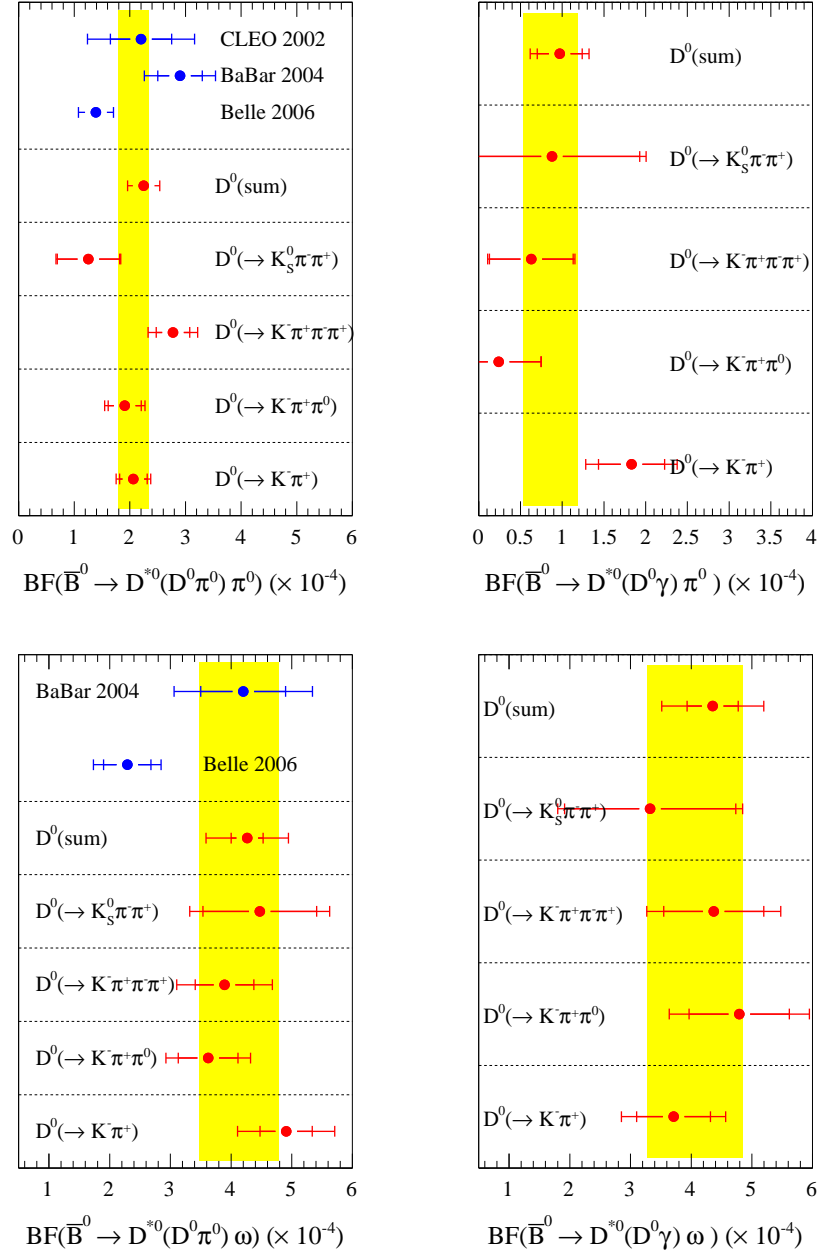 CLEO 2002
BaBar 2004
Belle 2006
D⁰(sum)
D⁰(→ K⁰_S π⁻π⁺)
D⁰(→ K⁻π⁺π⁻π⁺)
D⁰(→ K⁻π⁺π⁰)
D⁰(→ K⁻π⁺)
0 1 2 3 4 5 6
BF(B̅⁰ → D*⁰(D⁰π⁰) π⁰) (× 10⁻⁴)
D⁰(sum)
D⁰(→ K⁰_S π⁻π⁺)
D⁰(→ K⁻π⁺π⁻π⁺)
D⁰(→ K⁻π⁺π⁰)
D⁰(→ K⁻π⁺)
0 0.5 1 1.5 2 2.5 3 3.5 4
BF(B̅⁰ → D*⁰(D⁰γ) π⁰ ) (× 10⁻⁴)
BaBar 2004
Belle 2006
D⁰(sum)
D⁰(→ K⁰_S π⁻π⁺)
D⁰(→ K⁻π⁺π⁻π⁺)
D⁰(→ K⁻π⁺π⁰)
D⁰(→ K⁻π⁺)
1 2 3 4 5 6
BF(B̅⁰ → D*⁰(D⁰π⁰) ω) (× 10⁻⁴)
D⁰(sum)
D⁰(→ K⁰_S π⁻π⁺)
D⁰(→ K⁻π⁺π⁻π⁺)
D⁰(→ K⁻π⁺π⁰)
D⁰(→ K⁻π⁺)
1 2 3 4 5 6
BF(B̅⁰ → D*⁰(D⁰γ) ω ) (× 10⁻⁴)